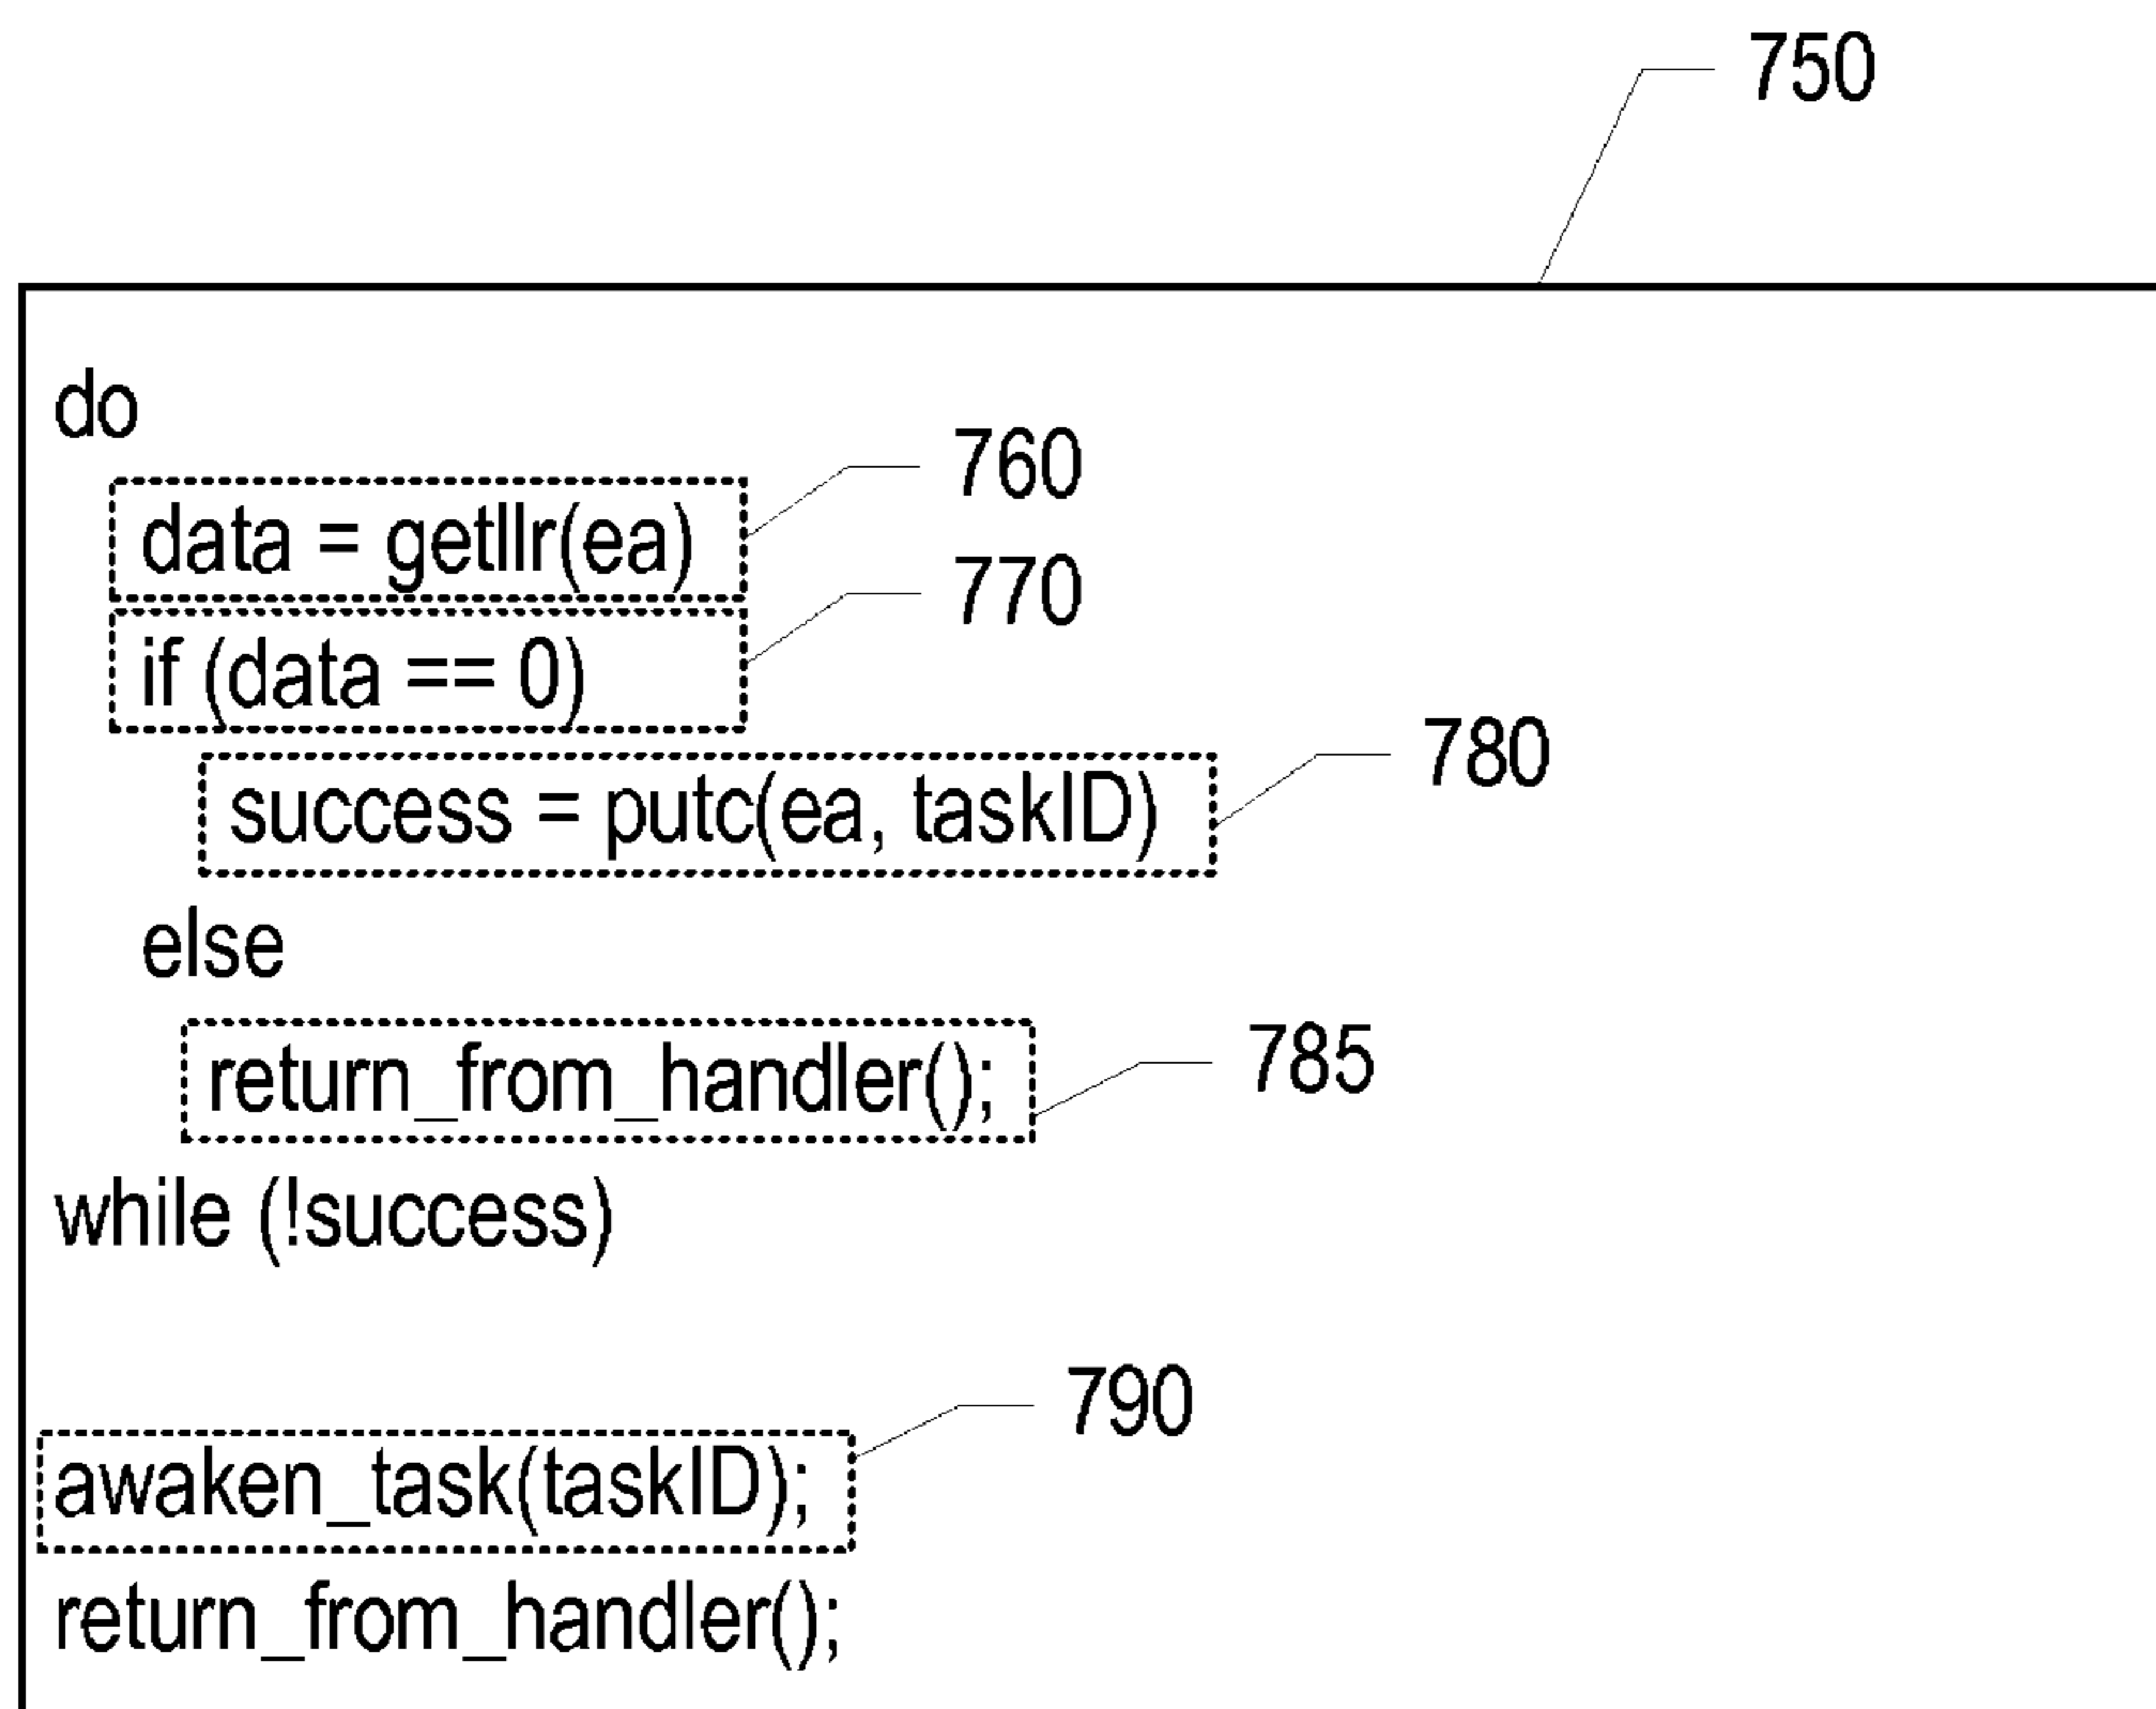 750
do
760
data = getllr(ea)
770
if (data == 0)
780
success = putc(ea, taskID)
else
785
return_from_handler();
while (!success)
790
awaken_task(taskID);
return_from_handler();